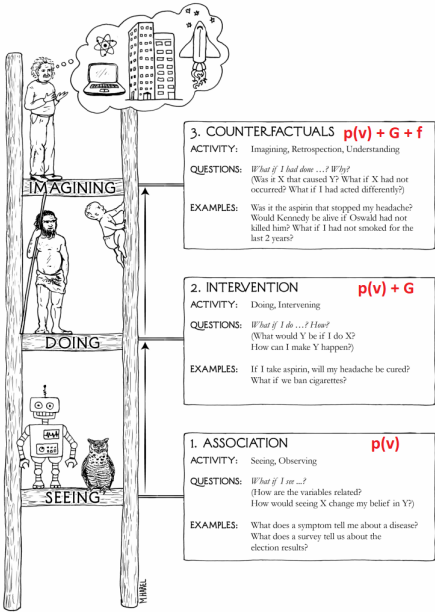 3. COUNTERFACTUALS p(v) + G + f
ACTIVITY: Imagining, Retrospection, Understanding
QUESTIONS: What if I had done …? Why?
(Was it X that caused Y? What if X had not
occurred? What if I had acted differently?)
EXAMPLES: Was it the aspirin that stopped my headache?
Would Kennedy be alive if Oswald had not
killed him? What if I had not smoked for the
last 2 years?
IMAGINING
2. INTERVENTION p(v) + G
ACTIVITY: Doing, Intervening
QUESTIONS: What if I do …? How?
(What would Y be if I do X?
How can I make Y happen?)
EXAMPLES: If I take aspirin, will my headache be cured?
What if we ban cigarettes?
DOING
1. ASSOCIATION p(v)
ACTIVITY: Seeing, Observing
QUESTIONS: What if I see ...?
(How are the variables related?
How would seeing X change my belief in Y?)
EXAMPLES: What does a symptom tell me about a disease?
What does a survey tell us about the
election results?
SEEING
M.HAREL